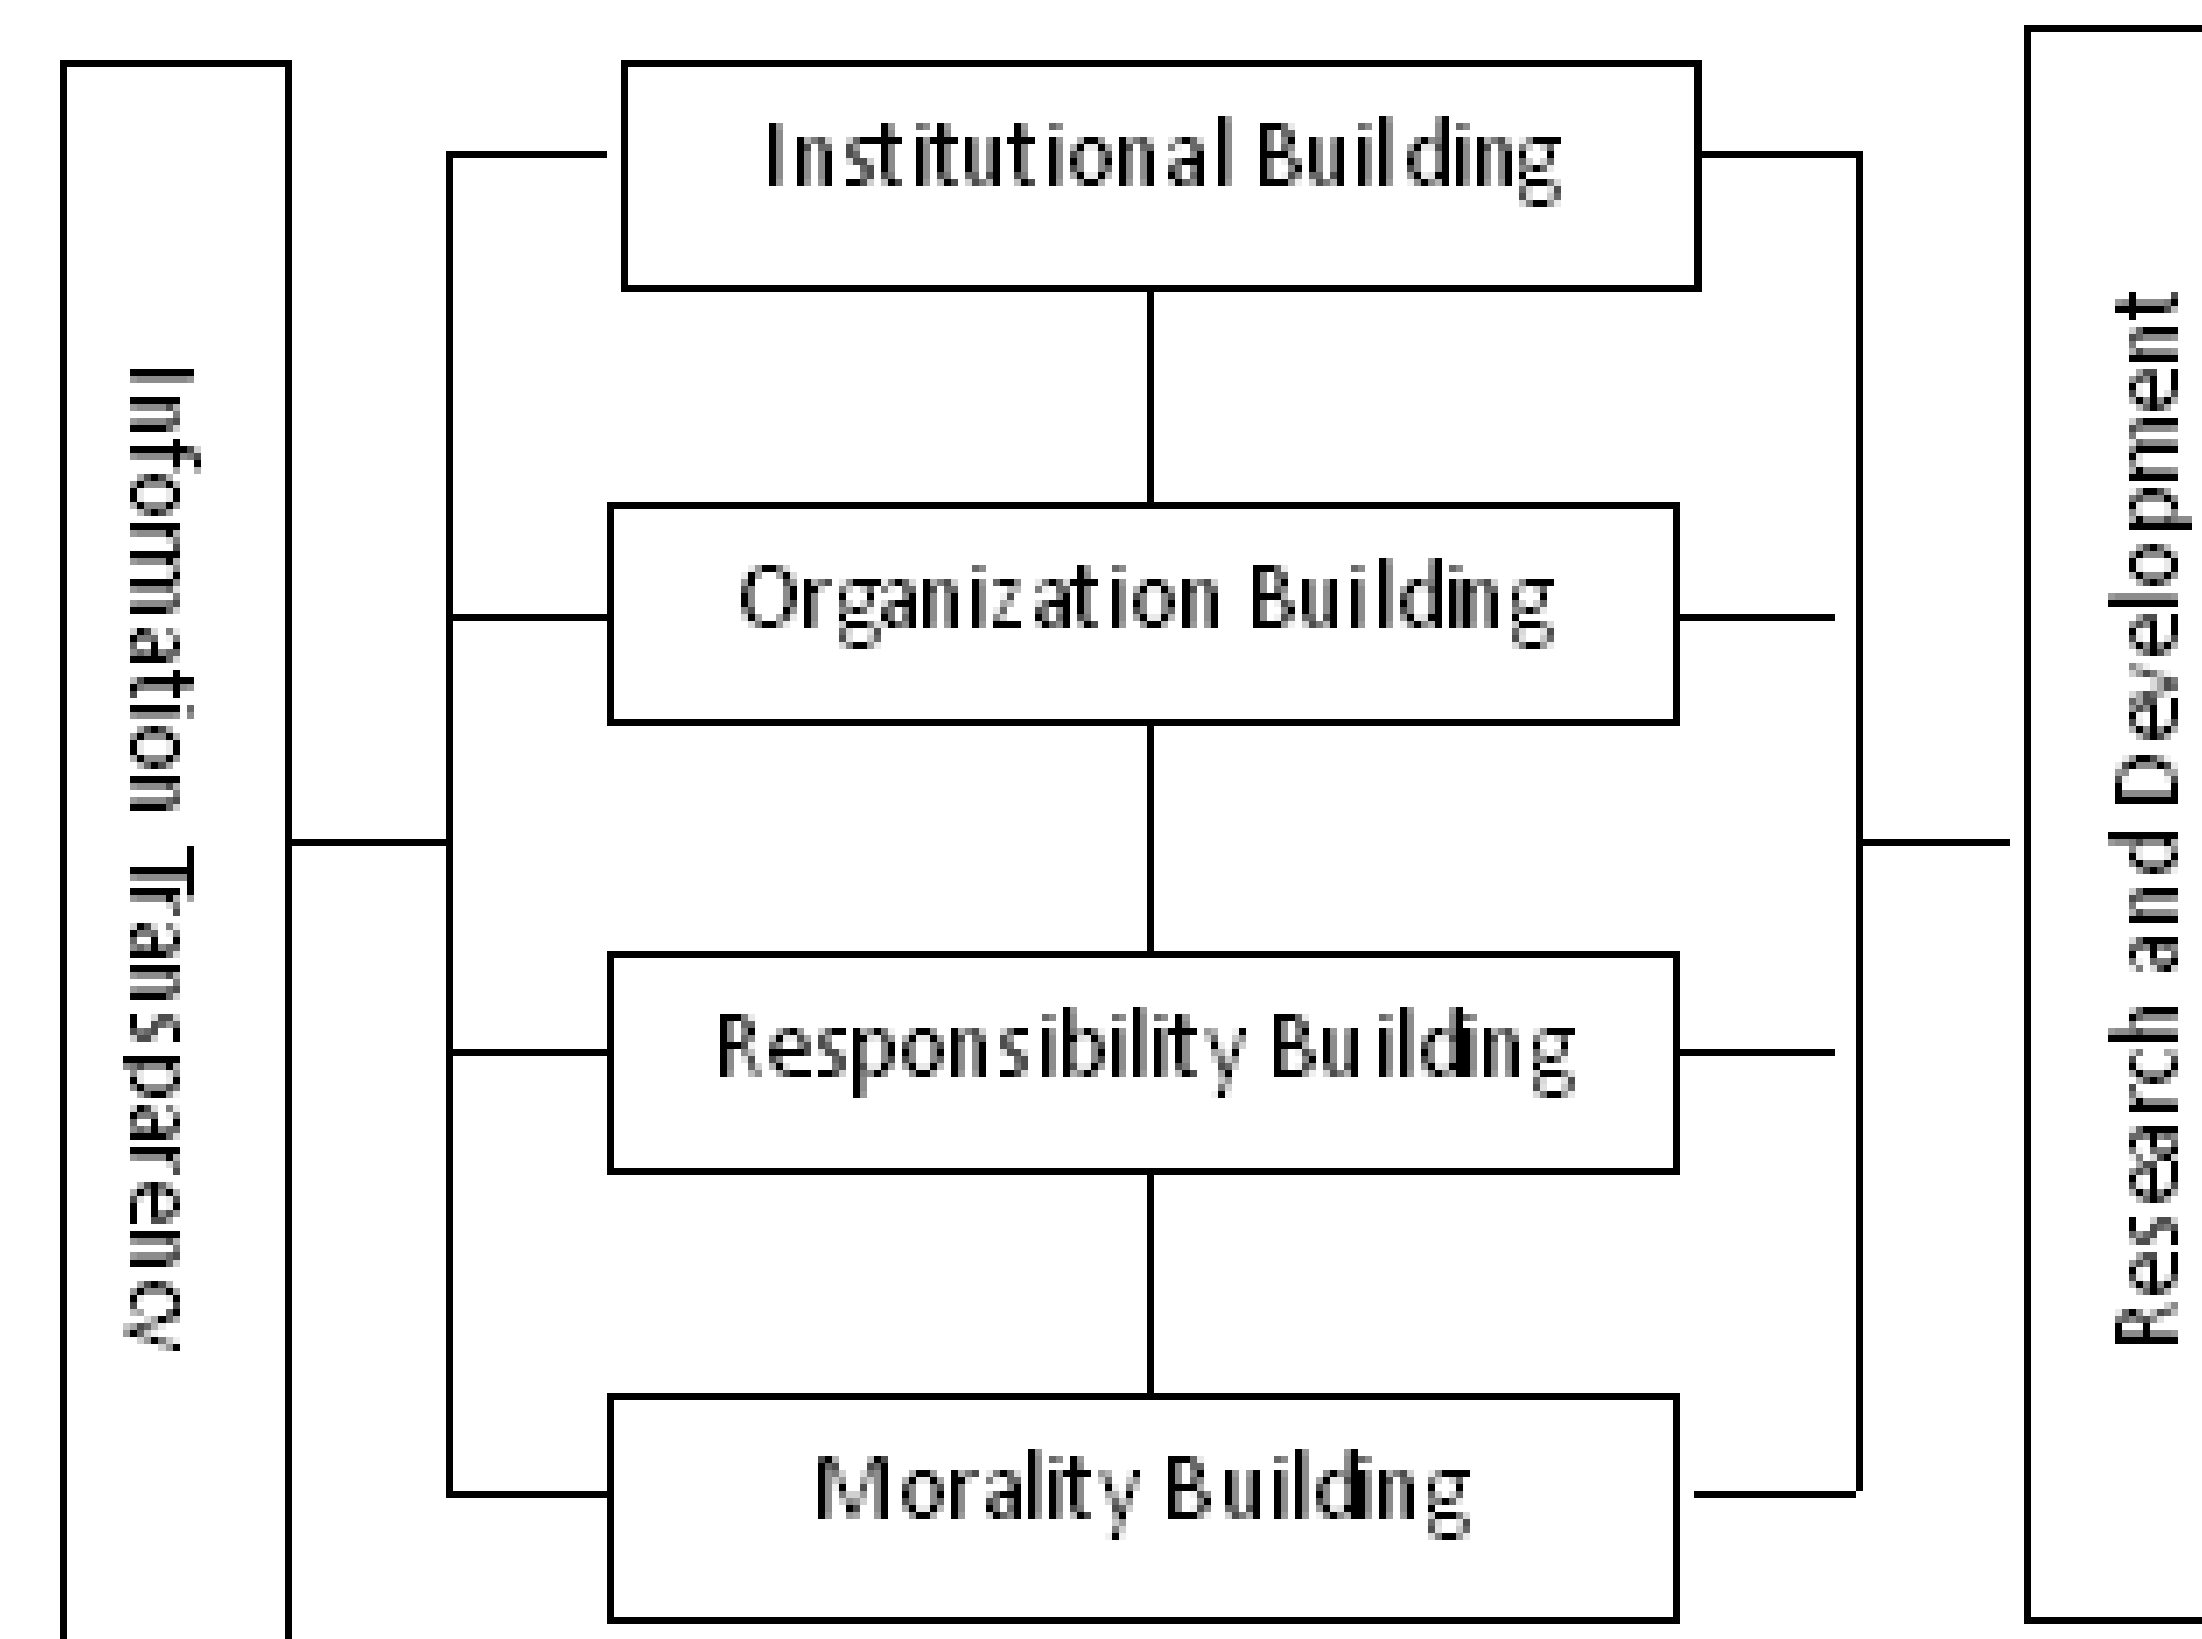 Information Transparency
Institutional Building
Organization Building
Responsibility Building
Morality Building
Research and Development